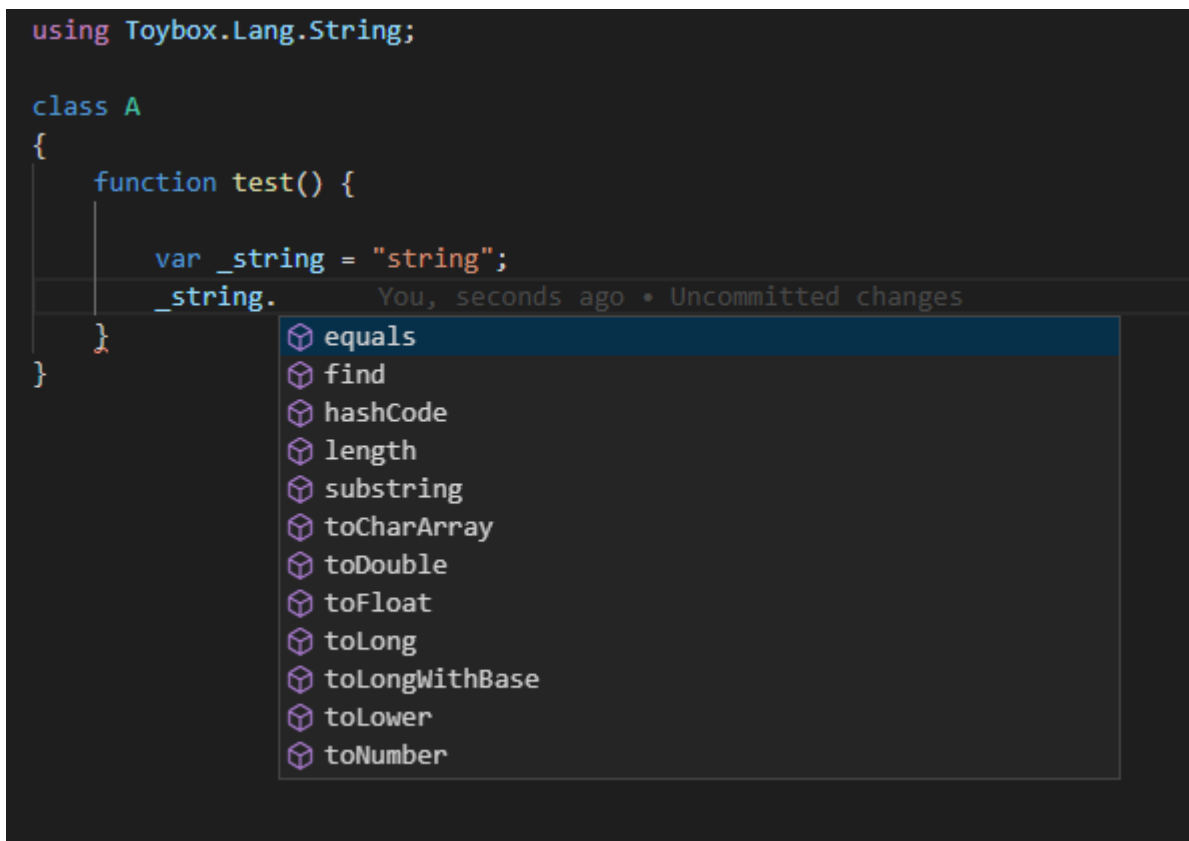 using Toybox.Lang.String;
class A
{
function test() {
var _string = "string";
_string. You, seconds ago • Uncommitted changes
} equals
} find
hashCode
length
substring
toCharArray
toDouble
toFloat
toLong
toLongWithBase
toLower
toNumber